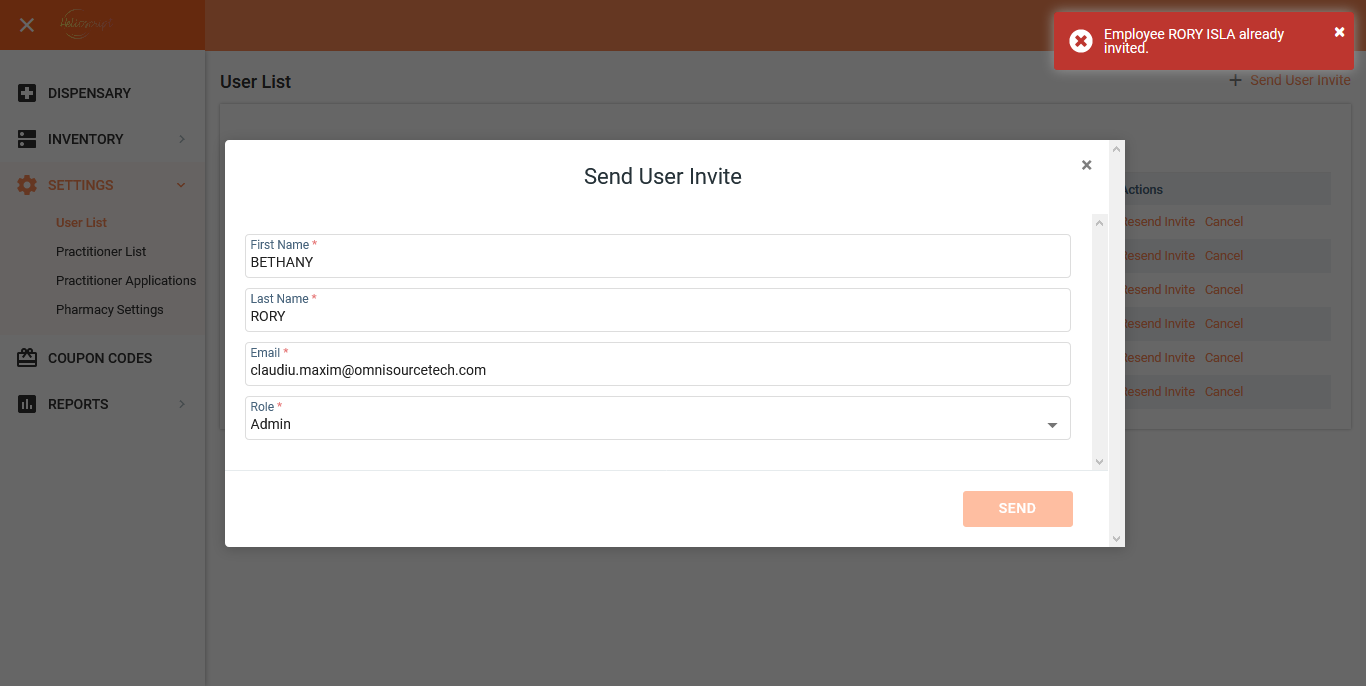 Employee RORY ISLA already
invited.
DISPENSARY
INVENTORY
SETTINGS
User List
Practitioner List
Practitioner Applications
Pharmacy Settings
COUPON CODES
REPORTS
User List
Send User Invite
Send User Invite
First Name *
BETHANY
Last Name *
RORY
Email *
claudiu.maxim@omnisourcetech.com
Role *
Admin
SEND
Actions
Resend Invite Cancel
Resend Invite Cancel
Resend Invite Cancel
Resend Invite Cancel
Resend Invite Cancel
Resend Invite Cancel